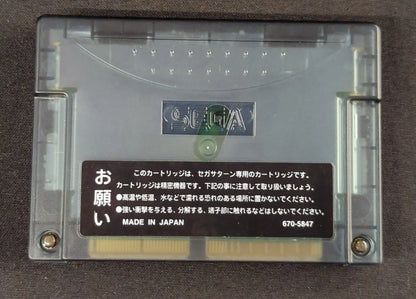 SEGA
お願い
このカートリッジは、セガサターン専用のカートリッジです。
カートリッジは精密機器です。下記の事に注意して取り扱いましょう。
●高温や低温、水などで濡れる恐れのある場所に置かないでください。
●強い衝撃を与える、分解する、端子部に触れるなどはしないでください。
MADE IN JAPAN 670-5847